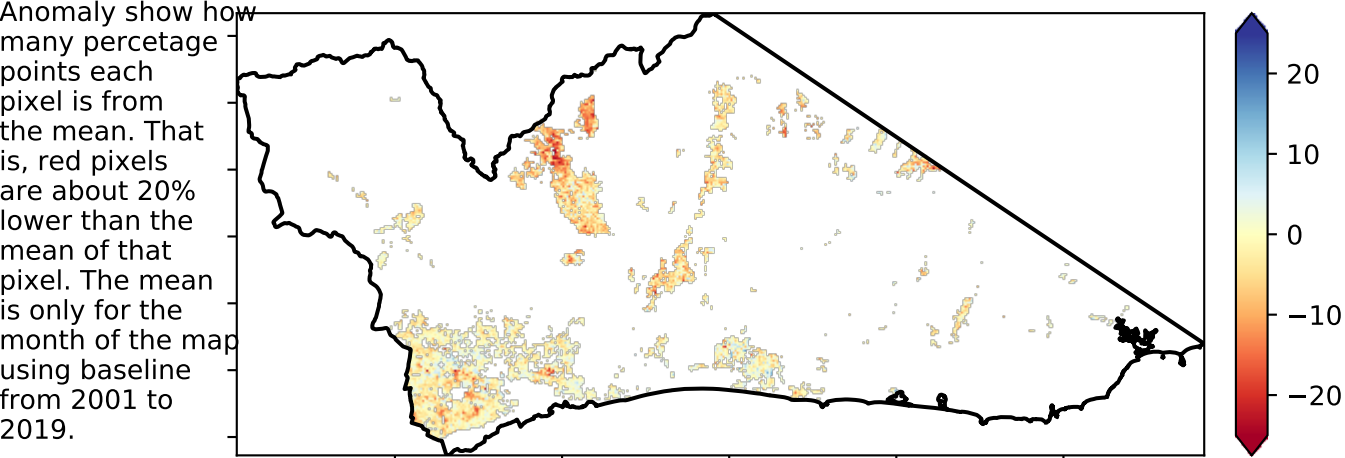 Anomaly show how
many percetage
points each
pixel is from
the mean. That
is, red pixels
are about 20%
lower than the
mean of that
pixel. The mean
is only for the
month of the map
using baseline
from 2001 to
2019.
20
10
0
−10
−20